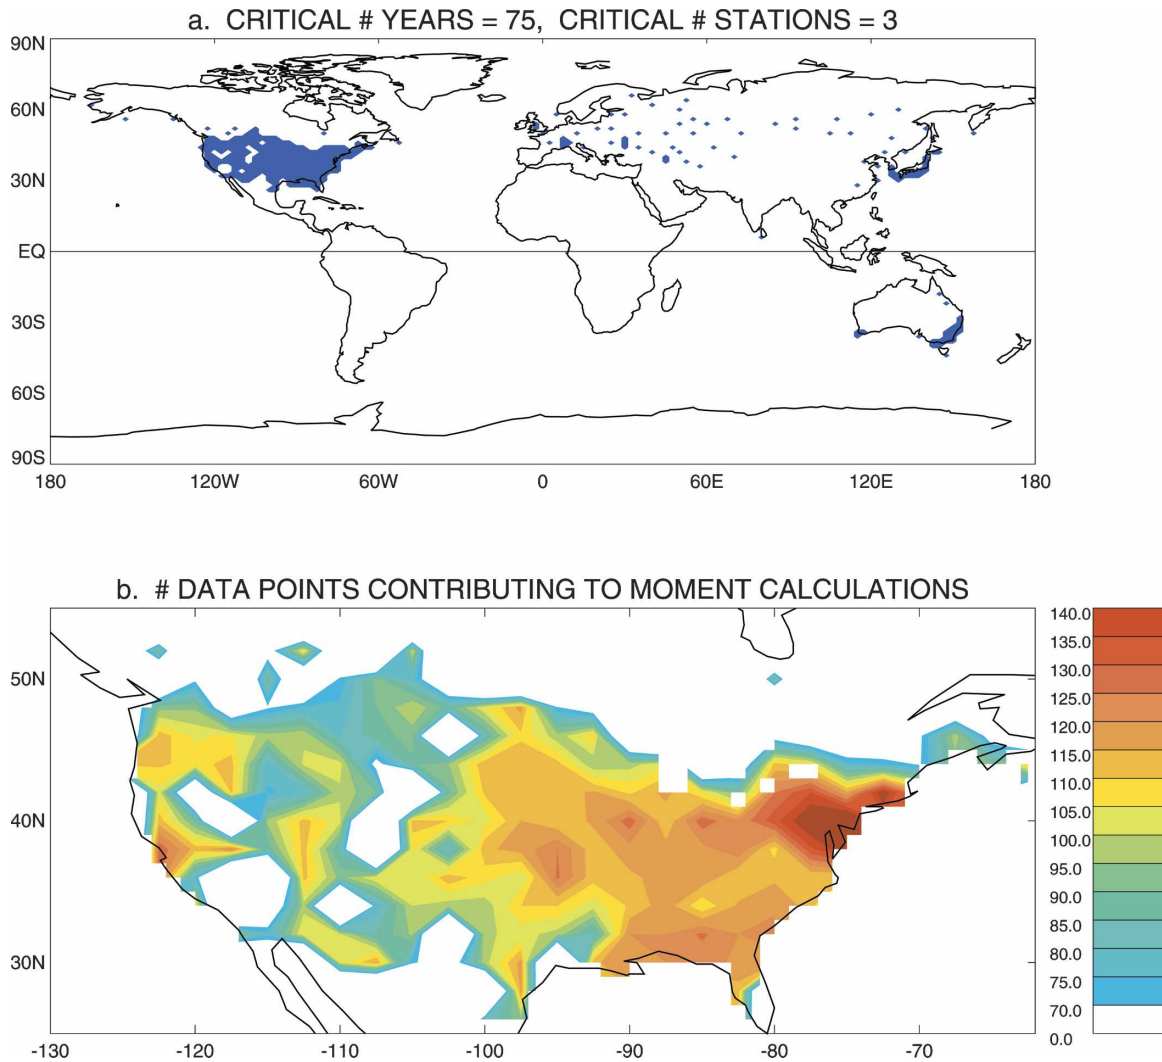 a. CRITICAL # YEARS = 75, CRITICAL # STATIONS = 3
90N
60N
30N
EQ
30S
60S
90S
180 120W 60W 0 60E 120E 180
b. # DATA POINTS CONTRIBUTING TO MOMENT CALCULATIONS
50N
40N
30N
-130 -120 -110 -100 -90 -80 -70
140.0
135.0
130.0
125.0
120.0
115.0
110.0
105.0
100.0
95.0
90.0
85.0
80.0
75.0
70.0
0.0